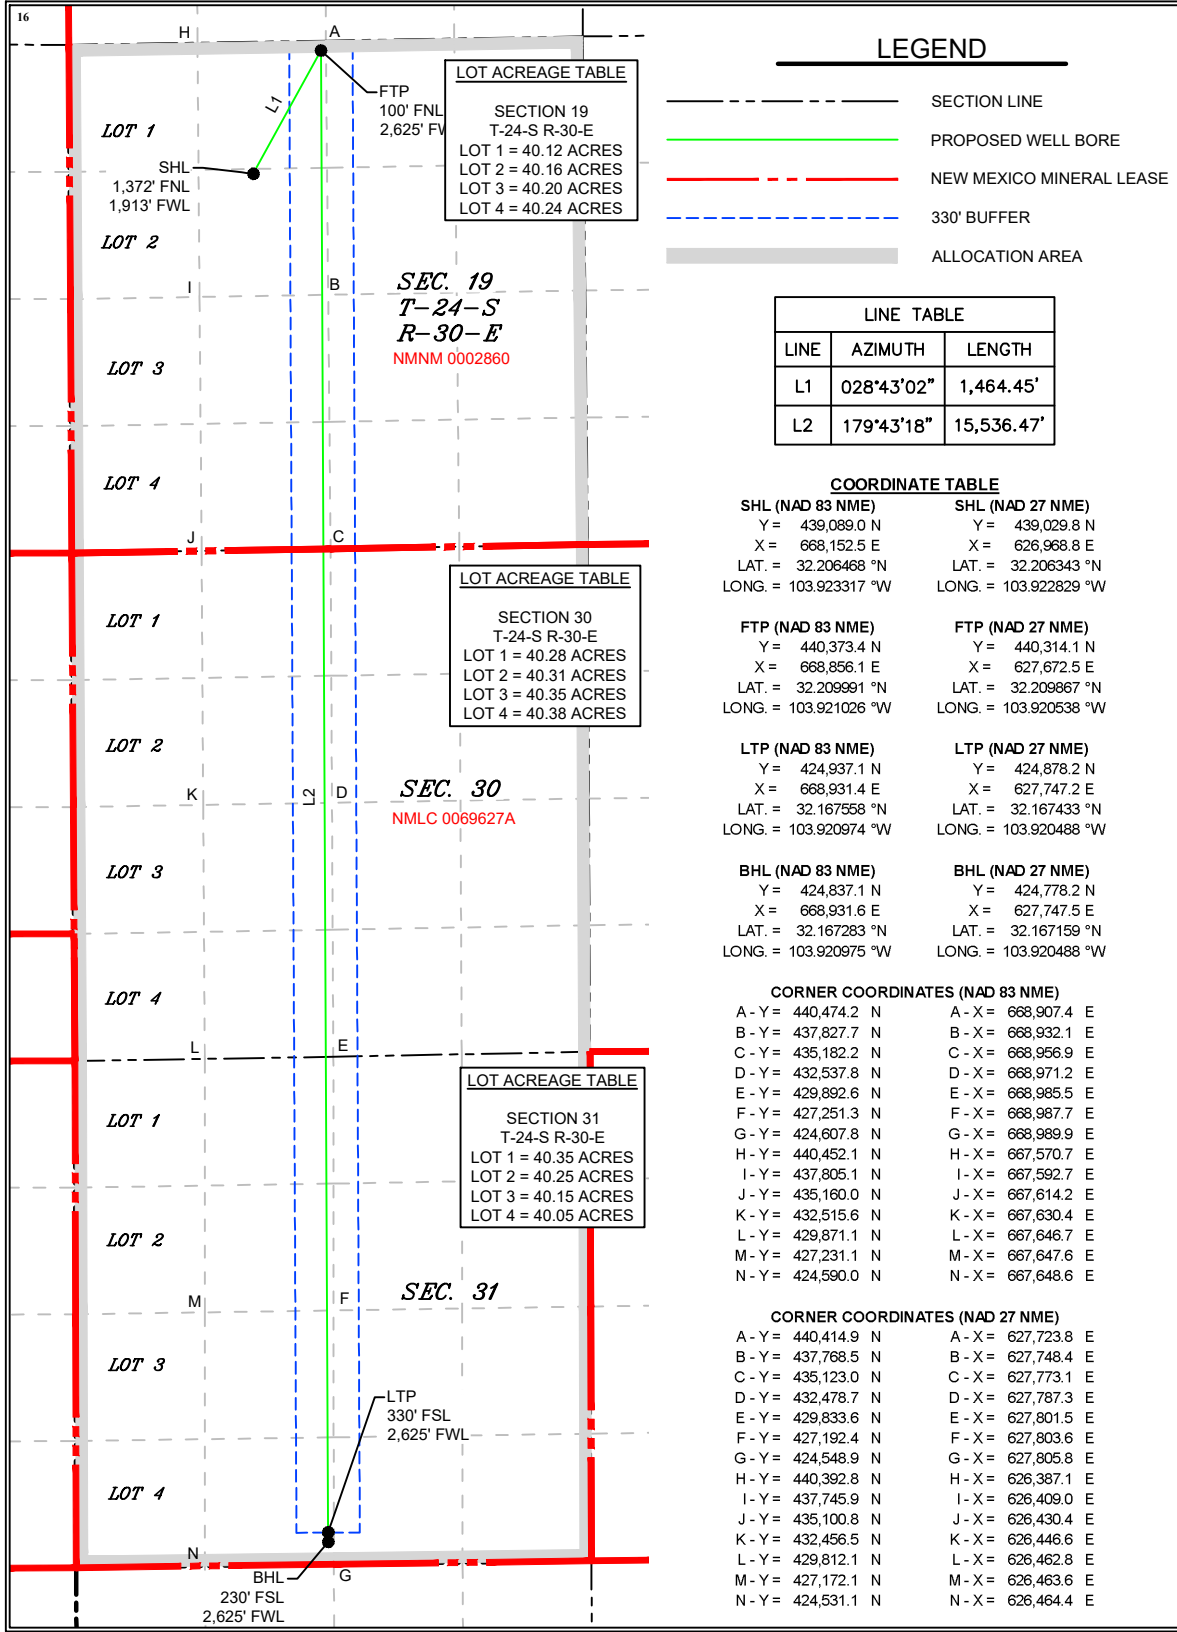 16
H
A
L1
FTP
100' FNL
2,625' FW
LOT 1
SHL
1,372' FNL
1,913' FWL
LOT 2
I
B
LOT 3
LOT 4
J
C
SEC. 19
T-24-S
R-30-E
NMNM 0002860
LOT ACREAGE TABLE
SECTION 19
T-24-S R-30-E
LOT 1 = 40.12 ACRES
LOT 2 = 40.16 ACRES
LOT 3 = 40.20 ACRES
LOT 4 = 40.24 ACRES
LOT 1
LOT 2
K
L2
D
LOT 3
LOT 4
L
E
LOT ACREAGE TABLE
SECTION 30
T-24-S R-30-E
LOT 1 = 40.28 ACRES
LOT 2 = 40.31 ACRES
LOT 3 = 40.35 ACRES
LOT 4 = 40.38 ACRES
SEC. 30
NMLC 0069627A
LOT 1
LOT 2
M
F
LOT 3
LOT 4
N
G
LOT ACREAGE TABLE
SECTION 31
T-24-S R-30-E
LOT 1 = 40.35 ACRES
LOT 2 = 40.25 ACRES
LOT 3 = 40.15 ACRES
LOT 4 = 40.05 ACRES
SEC. 31
LTP
330' FSL
2,625' FWL
BHL
230' FSL
2,625' FWL
LEGEND
SECTION LINE
PROPOSED WELL BORE
NEW MEXICO MINERAL LEASE
330' BUFFER
ALLOCATION AREA
LINE TABLE
LINE AZIMUTH LENGTH
L1 028°43'02" 1,464.45'
L2 179°43'18" 15,536.47'
COORDINATE TABLE
SHL (NAD 83 NME) SHL (NAD 27 NME)
Y = 439,089.0 N Y = 439,029.8 N
X = 668,152.5 E X = 626,968.8 E
LAT. = 32.206468 °N LAT. = 32.206343 °N
LONG. = 103.923317 °W LONG. = 103.922829 °W
FTP (NAD 83 NME) FTP (NAD 27 NME)
Y = 440,373.4 N Y = 440,314.1 N
X = 668,856.1 E X = 627,672.5 E
LAT. = 32.209991 °N LAT. = 32.209867 °N
LONG. = 103.921026 °W LONG. = 103.920538 °W
LTP (NAD 83 NME) LTP (NAD 27 NME)
Y = 424,937.1 N Y = 424,878.2 N
X = 668,931.4 E X = 627,747.2 E
LAT. = 32.167558 °N LAT. = 32.167433 °N
LONG. = 103.920974 °W LONG. = 103.920488 °W
BHL (NAD 83 NME) BHL (NAD 27 NME)
Y = 424,837.1 N Y = 424,778.2 N
X = 668,931.6 E X = 627,747.5 E
LAT. = 32.167283 °N LAT. = 32.167159 °N
LONG. = 103.920975 °W LONG. = 103.920488 °W
CORNER COORDINATES (NAD 83 NME)
A - Y = 440,474.2 N A - X = 668,907.4 E
B - Y = 437,827.7 N B - X = 668,932.1 E
C - Y = 435,182.2 N C - X = 668,956.9 E
D - Y = 432,537.8 N D - X = 668,971.2 E
E - Y = 429,892.6 N E - X = 668,985.5 E
F - Y = 427,251.3 N F - X = 668,987.7 E
G - Y = 424,607.8 N G - X = 668,989.9 E
H - Y = 440,452.1 N H - X = 667,570.7 E
I - Y = 437,805.1 N I - X = 667,592.7 E
J - Y = 435,160.0 N J - X = 667,614.2 E
K - Y = 432,515.6 N K - X = 667,630.4 E
L - Y = 429,871.1 N L - X = 667,646.7 E
M - Y = 427,231.1 N M - X = 667,647.6 E
N - Y = 424,590.0 N N - X = 667,648.6 E
CORNER COORDINATES (NAD 27 NME)
A - Y = 440,414.9 N A - X = 627,723.8 E
B - Y = 437,768.5 N B - X = 627,748.4 E
C - Y = 435,123.0 N C - X = 627,773.1 E
D - Y = 432,478.7 N D - X = 627,787.3 E
E - Y = 429,833.6 N E - X = 627,801.5 E
F - Y = 427,192.4 N F - X = 627,803.6 E
G - Y = 424,548.9 N G - X = 627,805.8 E
H - Y = 440,392.8 N H - X = 626,387.1 E
I - Y = 437,745.9 N I - X = 626,409.0 E
J - Y = 435,100.8 N J - X = 626,430.4 E
K - Y = 432,456.5 N K - X = 626,446.6 E
L - Y = 429,812.1 N L - X = 626,462.8 E
M - Y = 427,172.1 N M - X = 626,463.6 E
N - Y = 424,531.1 N N - X = 626,464.4 E